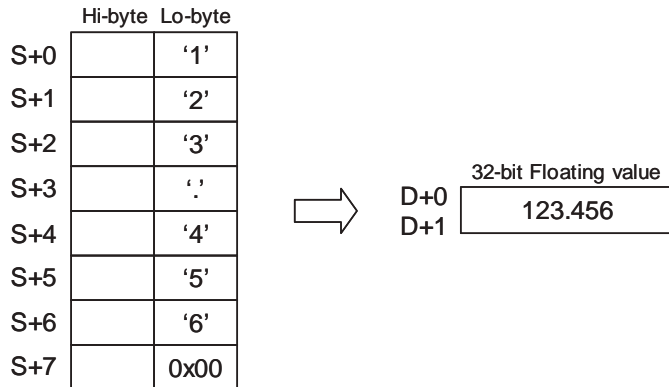 Hi-byte Lo-byte
S+0 ‘1’
S+1 ‘2’
S+2 ‘3’
S+3 ‘.’
S+4 ‘4’
S+5 ‘5’
S+6 ‘6’
S+7 0x00
32-bit Floating value
D+0
D+1
123.456